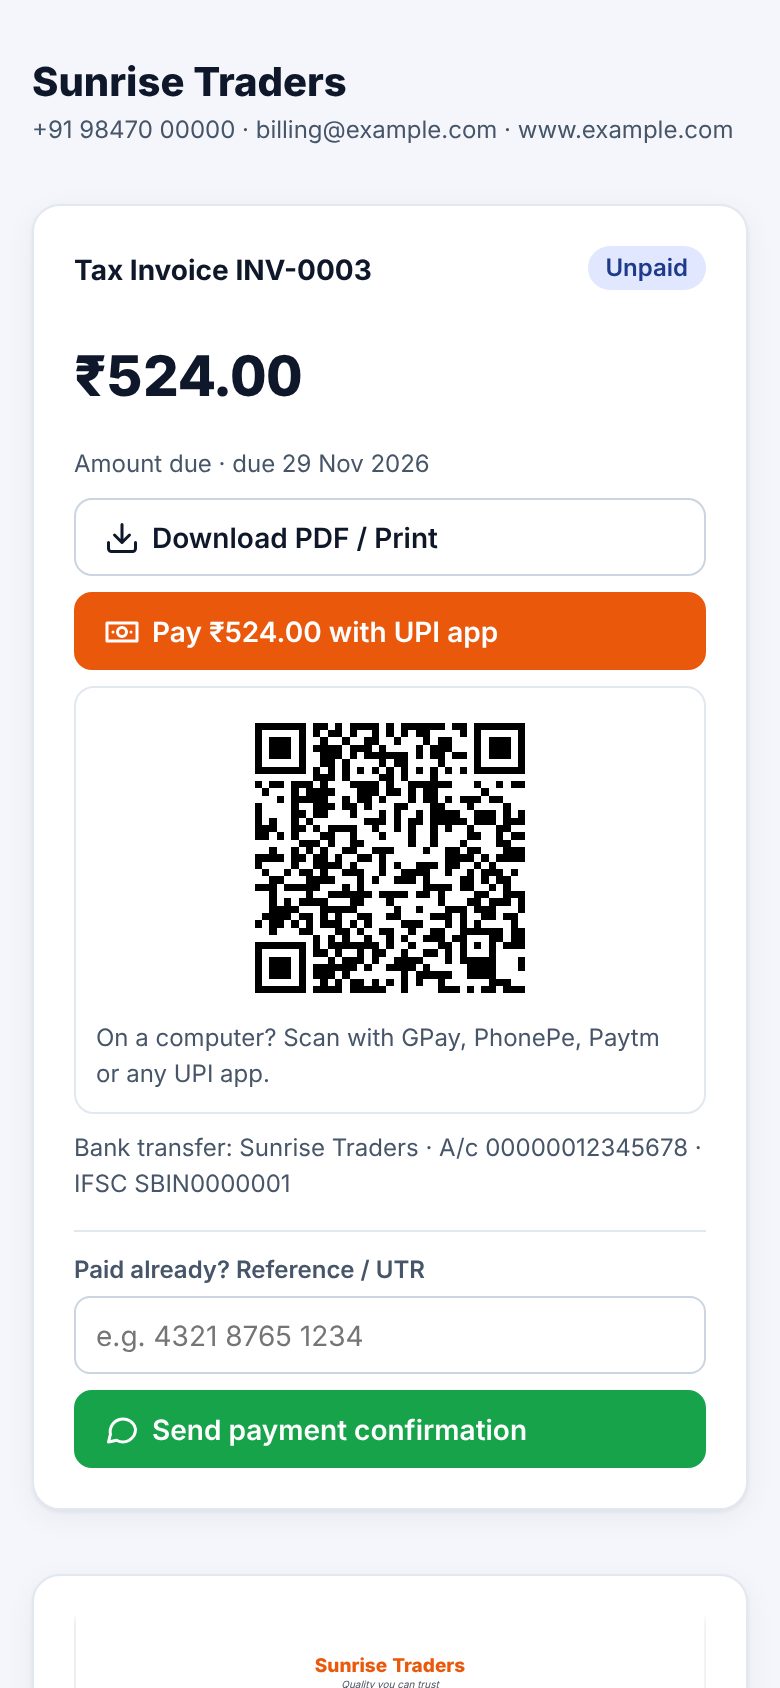 Sunrise Traders
+91 98470 00000 · billing@example.com · www.example.com
Tax Invoice INV-0003
Unpaid
₹524.00
Amount due · due 29 Nov 2026
Download PDF / Print
Pay ₹524.00 with UPI app
On a computer? Scan with GPay, PhonePe, Paytm
or any UPI app.
Bank transfer: Sunrise Traders · A/c 00000012345678 ·
IFSC SBIN0000001
Paid already? Reference / UTR
e.g. 4321 8765 1234
Send payment confirmation
Sunrise Traders
Quality you can trust